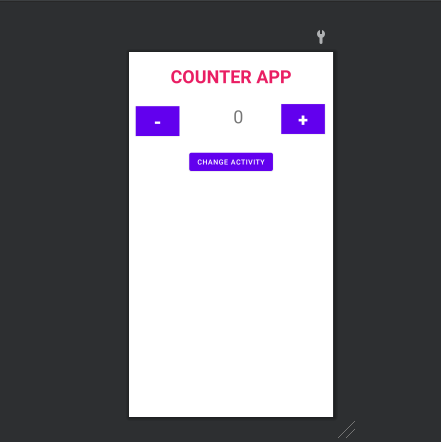 COUNTER APP
- 0 +
CHANGE ACTIVITY